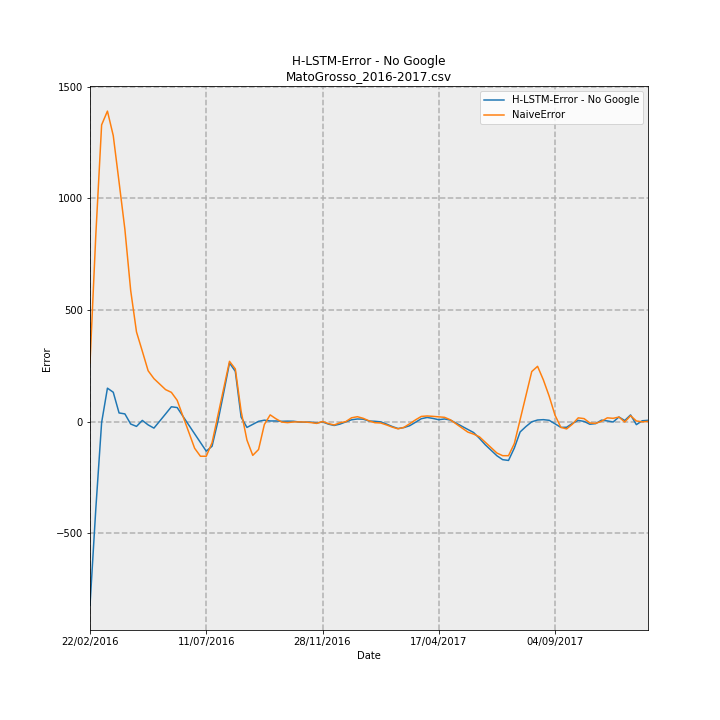 H-LSTM-Error - No Google
MatoGrosso_2016-2017.csv
H-LSTM-Error - No Google
NaiveError
1500
1000
500
0
−500
Error
22/02/2016
11/07/2016
28/11/2016
17/04/2017
04/09/2017
Date